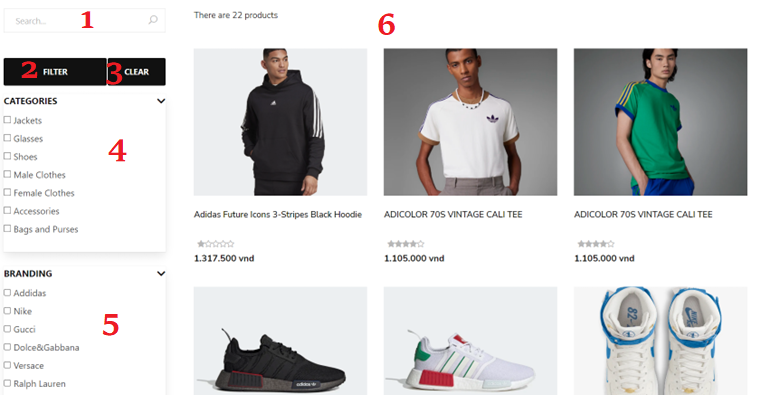 Search...
1
2
FILTER
3
CLEAR
CATEGORIES
Jackets
Glasses
Shoes
Male Clothes
Female Clothes
Accessories
Bags and Purses
4
BRANDING
Addidas
Nike
Gucci
Dolce&Gabbana
Versace
Ralph Lauren
5
There are 22 products
6
Adidas Future Icons 3-Stripes Black Hoodie
1.317.500 vnd
ADICOLOR 70S VINTAGE CALI TEE
1.105.000 vnd
ADICOLOR 70S VINTAGE CALI TEE
1.105.000 vnd